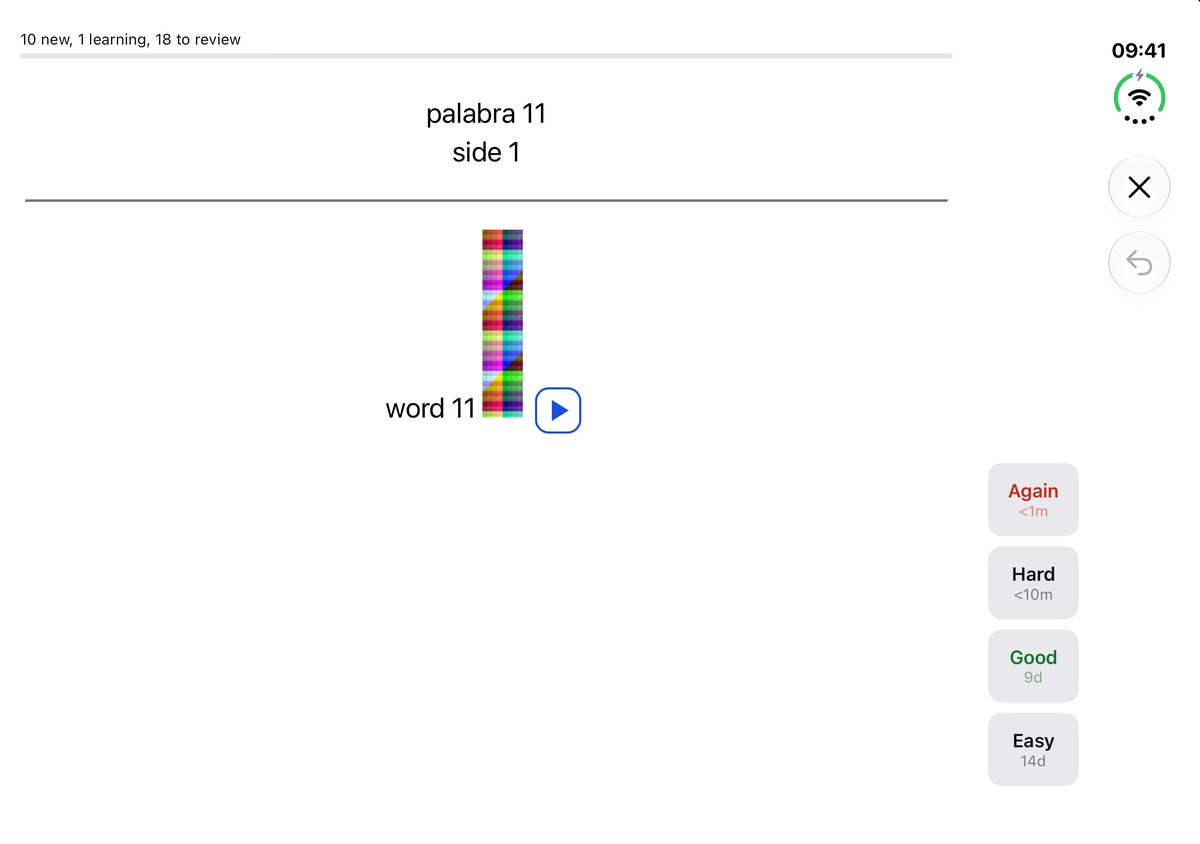 10 new, 1 learning, 18 to review
09:41
palabra 11
side 1
word 11
Again
<1m
Hard
<10m
Good
9d
Easy
14d